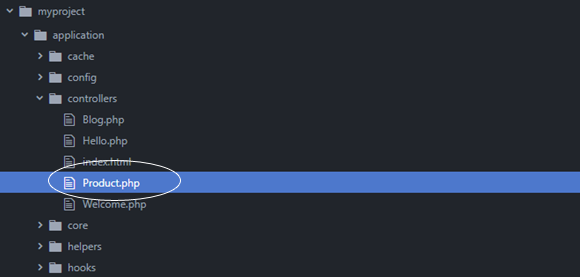 myproject
application
cache
config
controllers
Blog.php
Hello.php
index.html
Product.php
Welcome.php
core
helpers
hooks